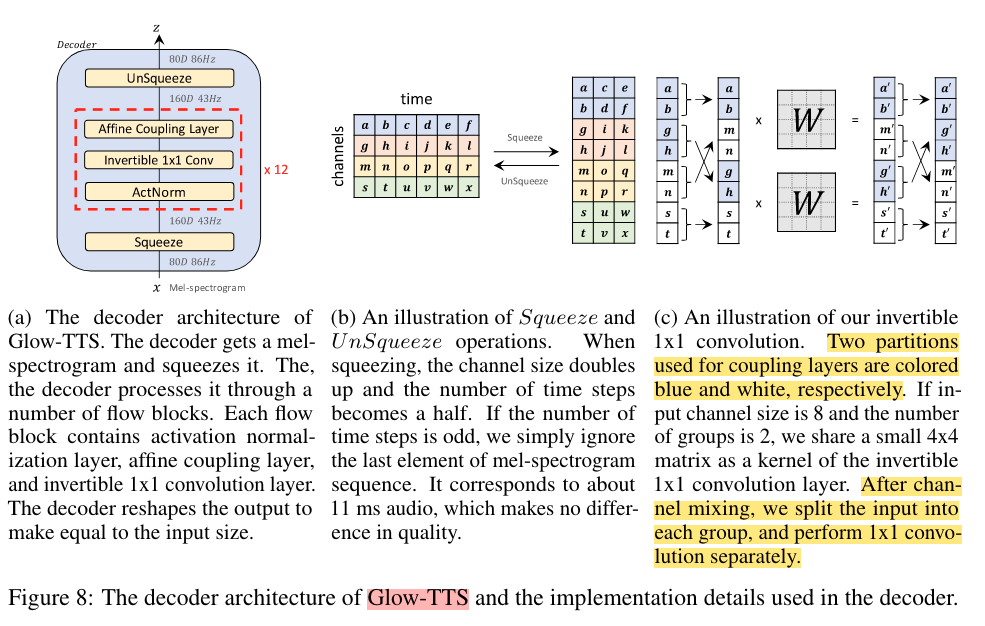 Decoder
z
80D 86Hz
UnSqueeze
160D 43Hz
Affine Coupling Layer
Invertible 1x1 Conv
x 12
ActNorm
160D 43Hz
Squeeze
80D 86Hz
x Mel-spectrogram
time
channels
a b c d e f
g h i j k l
m n o p q r
s t u v w x
Squeeze
UnSqueeze
a c e
b d f
g i k
h j l
m o q
n p r
s u w
t v x
a
b
g
h
m
n
s
t
a
b
m
n
g
h
s
t
x W =
x W =
a'
b'
m'
n'
g'
h'
s'
t'
a'
b'
g'
h'
m'
n'
s'
t'
(a) The decoder architecture of
Glow-TTS. The decoder gets a mel-
spectrogram and squeezes it. The,
the decoder processes it through a
number of flow blocks. Each flow
block contains activation normal-
ization layer, affine coupling layer,
and invertible 1x1 convolution layer.
The decoder reshapes the output to
make equal to the input size.
(b) An illustration of Squeeze and
UnSqueeze operations. When
squeezing, the channel size doubles
up and the number of time steps
becomes a half. If the number of
time steps is odd, we simply ignore
the last element of mel-spectrogram
sequence. It corresponds to about
11 ms audio, which makes no differ-
ence in quality.
(c) An illustration of our invertible
1x1 convolution. Two partitions
used for coupling layers are colored
blue and white, respectively. If in-
put channel size is 8 and the number
of groups is 2, we share a small 4x4
matrix as a kernel of the invertible
1x1 convolution layer. After chan-
nel mixing, we split the input into
each group, and perform 1x1 convo-
lution separately.
Figure 8: The decoder architecture of Glow-TTS and the implementation details used in the decoder.